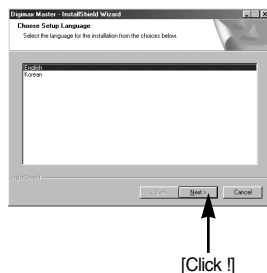 Digimax Master - InstallShield Wizard
Choose Setup Language
Select the language for the installation from the choices below.
English
Korean
InstallShield
< Back
Next >
Cancel
[Click !]